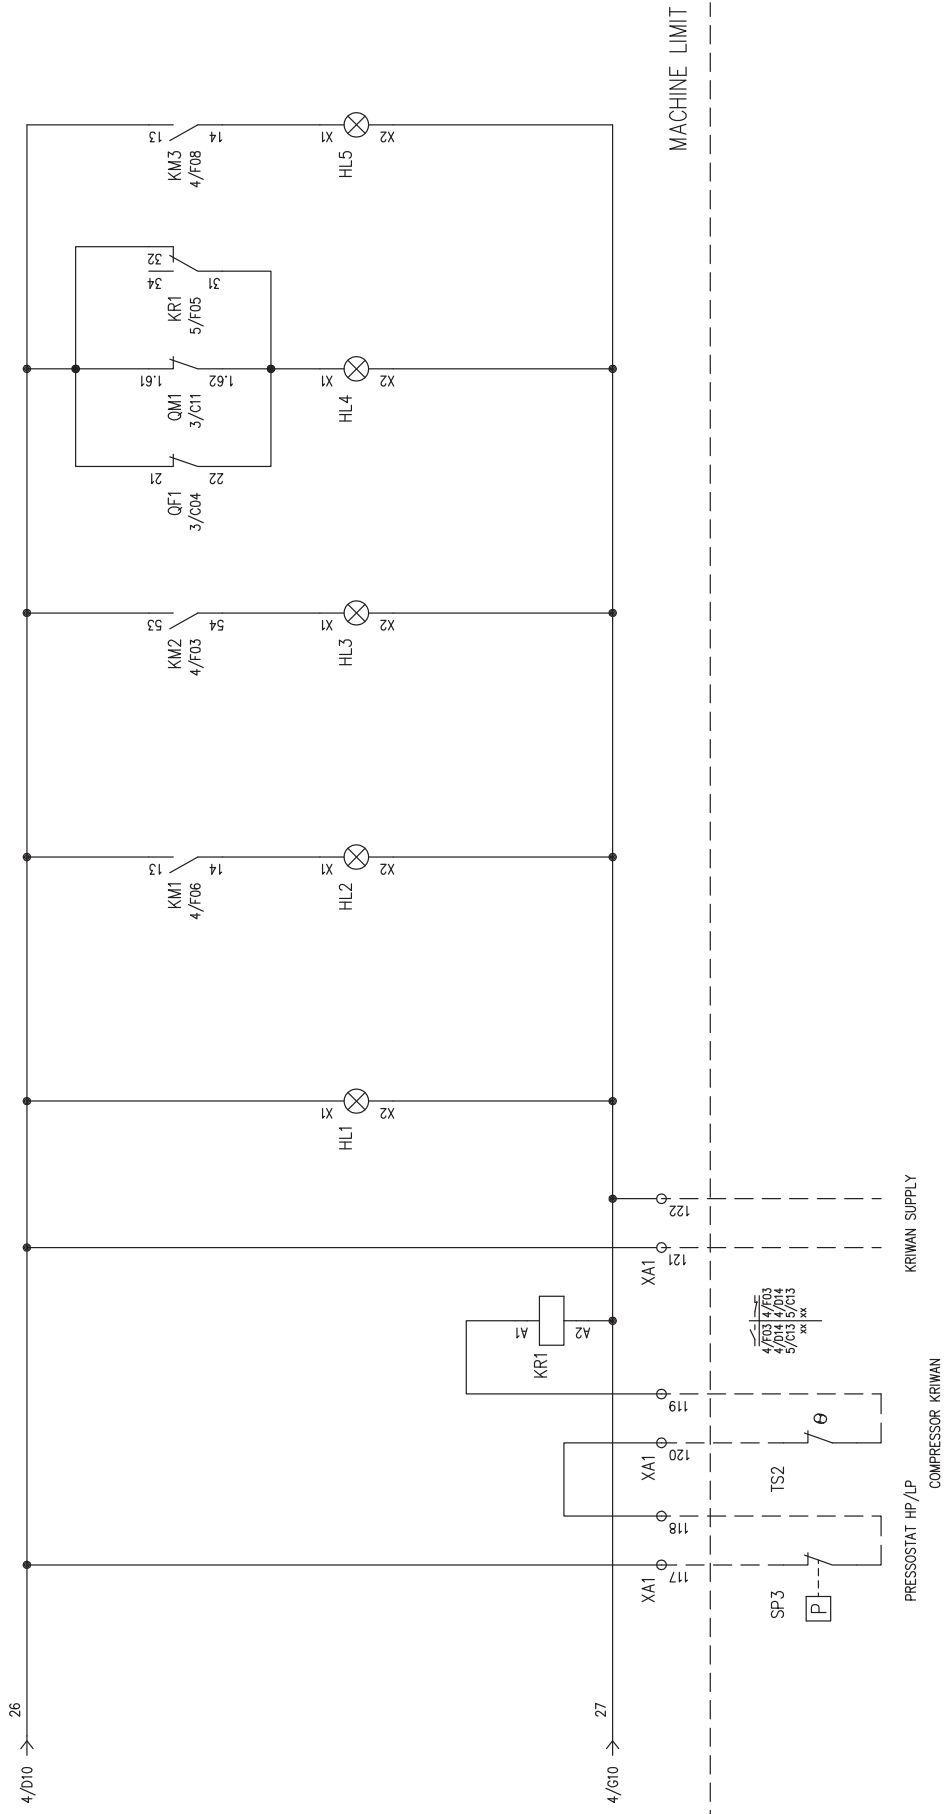 4/D10
26
4/G10
27
XA1
117
118
XA1
120
119
KR1
A1
A2
XA1
121
122
HL1
X1
X2
KM1
4/F06
13
14
HL2
X1
X2
KM2
4/F03
53
54
HL3
X1
X2
QF1
3/C04
21
22
QM1
3/C11
1.61
1.62
KR1
5/F05
34
32
31
HL4
X1
X2
KM3
4/F08
13
14
HL5
X1
X2
MACHINE LIMIT
SP3
P
TS2
θ
4/F03 4/F03
4/D14 4/D14
5/C13 5/C13
xx xx
PRESSOSTAT HP/LP
COMPRESSOR KRIWAN
KRIWAN SUPPLY